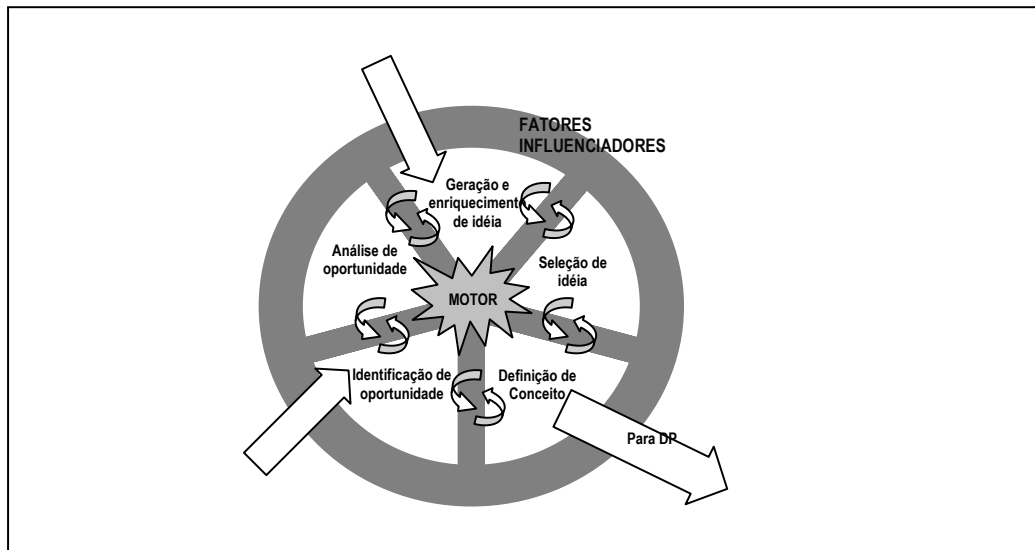 FATORES
INFLUENCIADORES
Geração e
enriqueciment
de idéia
Análise de
oportunidade
Seleção de
idéia
MOTOR
Identificação de
oportunidade
Definição de
Conceito
Para DP